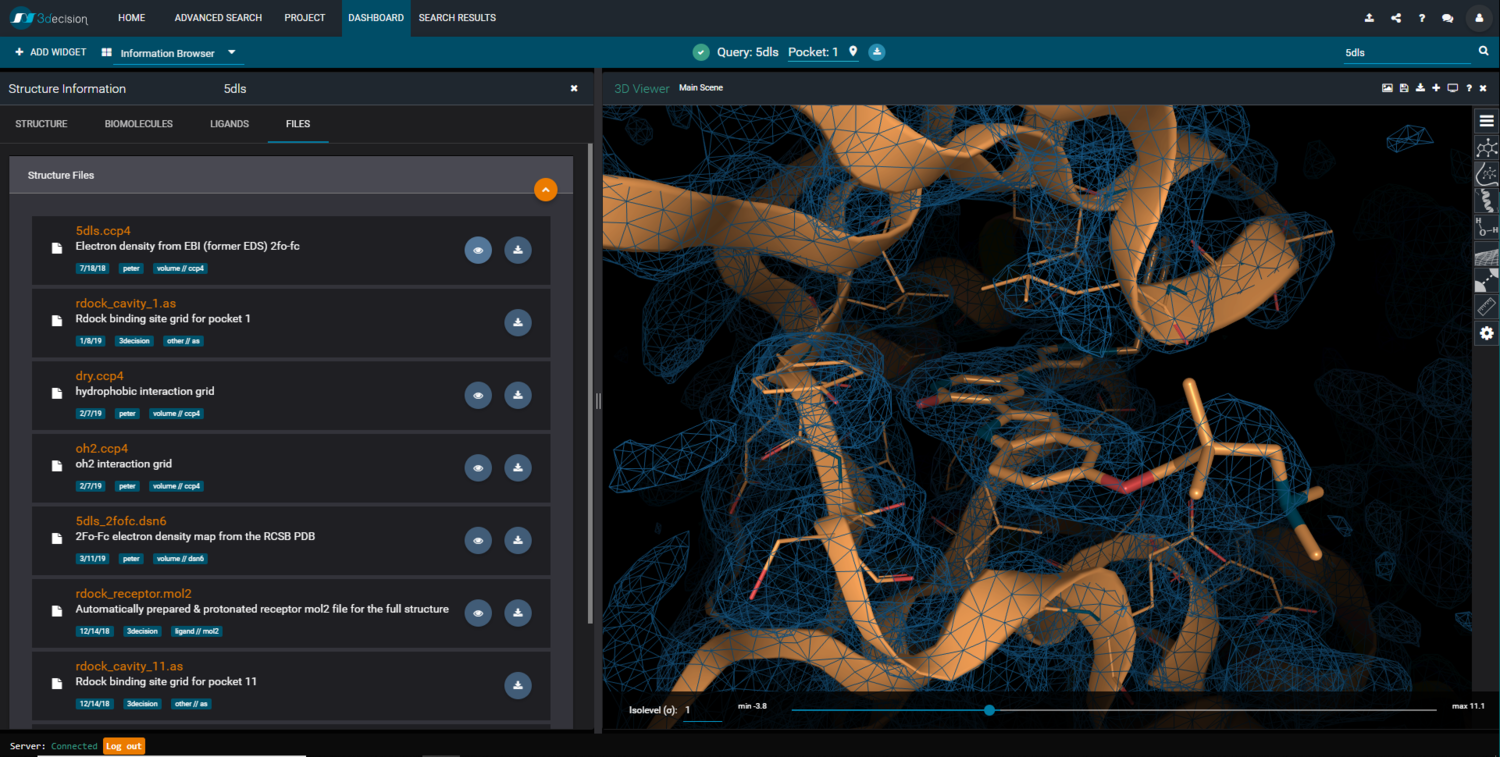 3decision
HOME ADVANCED SEARCH PROJECT DASHBOARD SEARCH RESULTS
ADD WIDGET Information Browser
Query: 5dls Pocket: 1
5dls
Structure Information 5dls
STRUCTURE BIOMOLECULES LIGANDS FILES
Structure Files
5dls.ccp4
Electron density from EBI (former EDS) 2fo-fc
7/18/18 peter volume // ccp4
rdock_cavity_1.as
Rdock binding site grid for pocket 1
1/8/19 3decision other // as
dry.ccp4
hydrophobic interaction grid
2/7/19 peter volume // ccp4
oh2.ccp4
oh2 interaction grid
2/7/19 peter volume // ccp4
5dls_2fofc.dsn6
2Fo-Fc electron density map from the RCSB PDB
3/11/19 peter volume // dsn6
rdock_receptor.mol2
Automatically prepared & protonated receptor mol2 file for the full structure
12/14/18 3decision ligand // mol2
rdock_cavity_11.as
Rdock binding site grid for pocket 11
12/14/18 3decision other // as
3D Viewer Main Scene
H
O-H
Isolevel (σ): 1 min -3.8 max 11.1
Server: Connected Log out